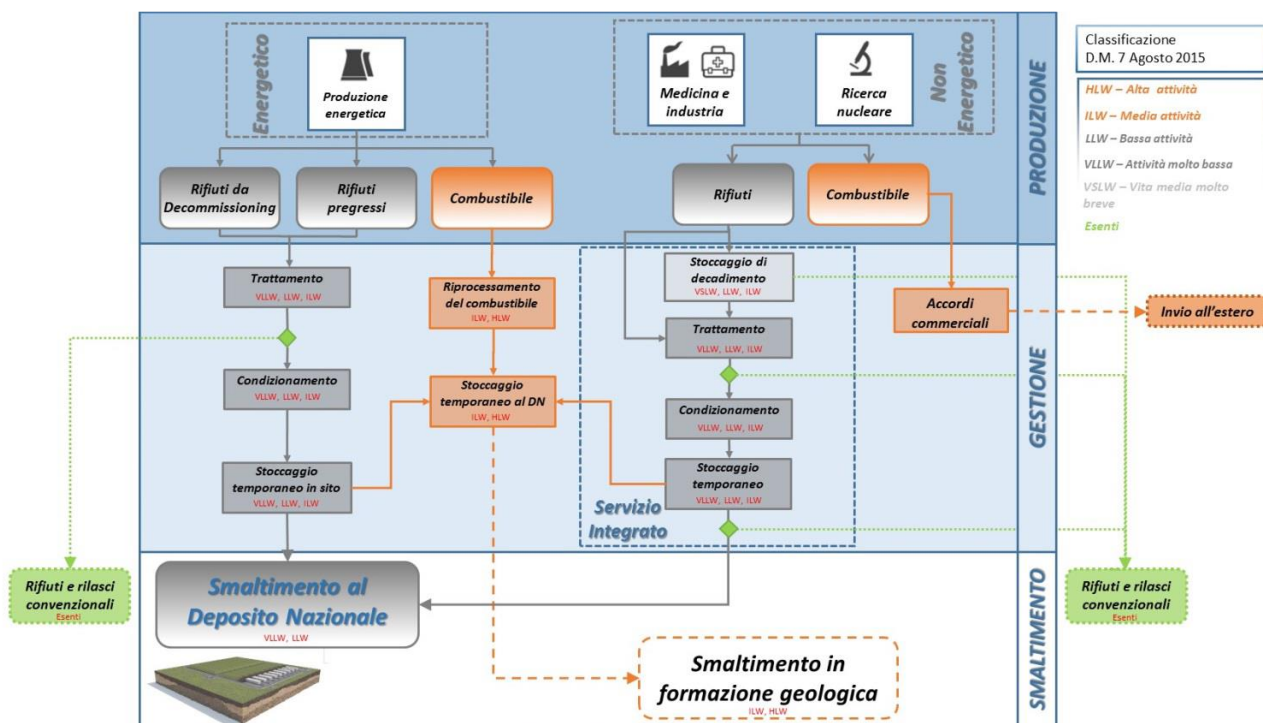 Energetico
Produzione
energetica
Medicina e
industria
Ricerca
nucleare
Non
Energetico
PRODUZIONE
Classificazione
D.M. 7 Agosto 2015
HLW – Alta attività
ILW – Media attività
LLW – Bassa attività
VLLW – Attività molto bassa
VSLW – Vita media molto
breve
Esenti
Rifiuti da
Decommissioning
Rifiuti
pregressi
Combustibile
Rifiuti
Combustibile
Trattamento
VLLW, LLW, ILW
Riprocessamento
del combustibile
ILW, HLW
Stoccaggio di
decadimento
VSLW, LLW, ILW
Accordi
commerciali
Invio all'estero
Trattamento
VLLW, LLW, ILW
Condizionamento
VLLW, LLW, ILW
Stoccaggio
temporaneo al DN
ILW, HLW
Condizionamento
VLLW, LLW, ILW
GESTIONE
Stoccaggio
temporaneo in sito
VLLW, LLW, ILW
Stoccaggio
temporaneo
VLLW, LLW, ILW
Servizio
Integrato
Rifiuti e rilasci
convenzionali
Esenti
Smaltimento al
Deposito Nazionale
VLLW, LLW
Rifiuti e rilasci
convenzionali
Esenti
Smaltimento in
formazione geologica
ILW, HLW
SMALTIMENTO